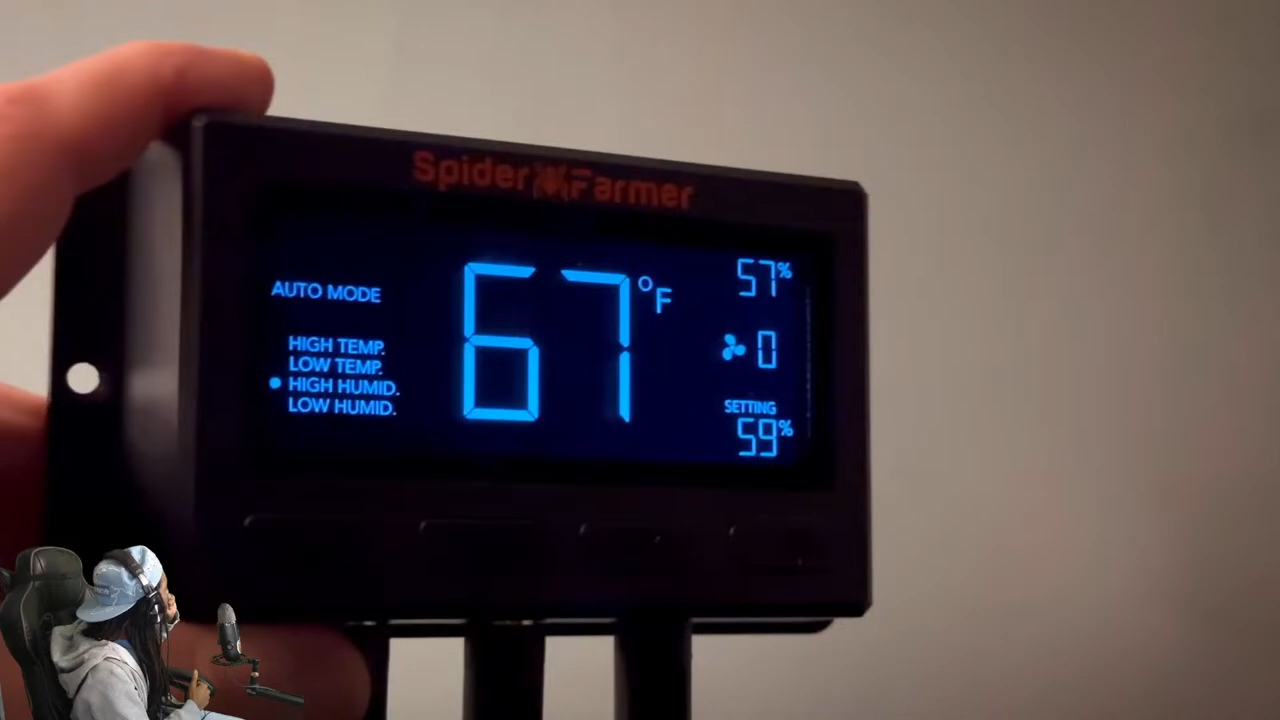 Spider Farmer
AUTO MODE
HIGH TEMP.
LOW TEMP.
HIGH HUMID.
LOW HUMID.
67°F
57%
0
SETTING
59%